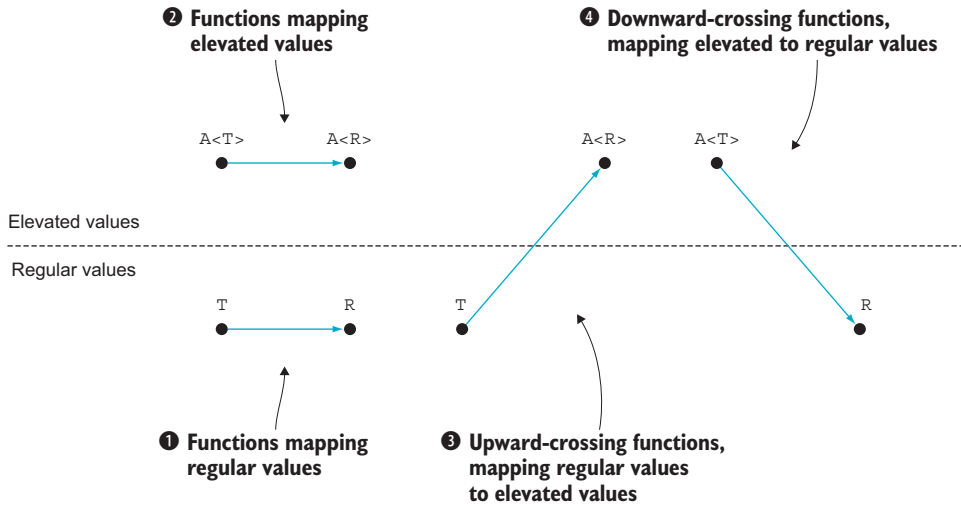 ❷ Functions mapping
elevated values
❹ Downward-crossing functions,
mapping elevated to regular values
A<T>
A<R>
A<R>
A<T>
Elevated values
Regular values
T
R
T
R
❶ Functions mapping
regular values
❸ Upward-crossing functions,
mapping regular values
to elevated values